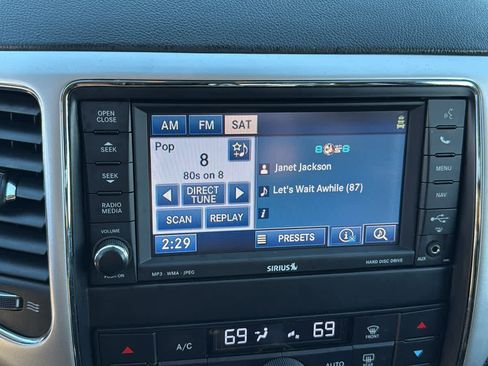 OPEN
CLOSE
SEEK
SEEK
RADIO
MEDIA
VOLUME
AM FM SAT
Pop
8
80s on 8
DIRECT
TUNE
SCAN REPLAY
2:29
PRESETS
Janet Jackson
Let's Wait Awhile (87)
MENU
NAV
AUX
MP3 · WMA · JPEG
SIRIUS
HARD DISC DRIVE
A/C
69 69
FRONT
AUTO
REAR